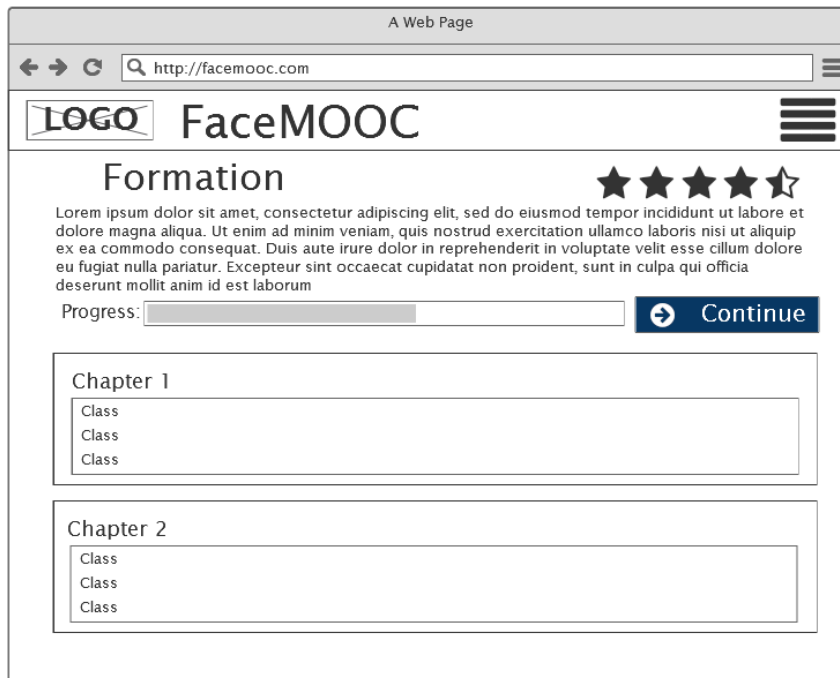 A Web Page
http://facemooc.com
LOGO FaceMOOC
Formation
Lorem ipsum dolor sit amet, consectetur adipiscing elit, sed do eiusmod tempor incididunt ut labore et
dolore magna aliqua. Ut enim ad minim veniam, quis nostrud exercitation ullamco laboris nisi ut aliquip
ex ea commodo consequat. Duis aute irure dolor in reprehenderit in voluptate velit esse cillum dolore
eu fugiat nulla pariatur. Excepteur sint occaecat cupidatat non proident, sunt in culpa qui officia
deserunt mollit anim id est laborum
Progress: Continue
Chapter 1
Class
Class
Class
Chapter 2
Class
Class
Class